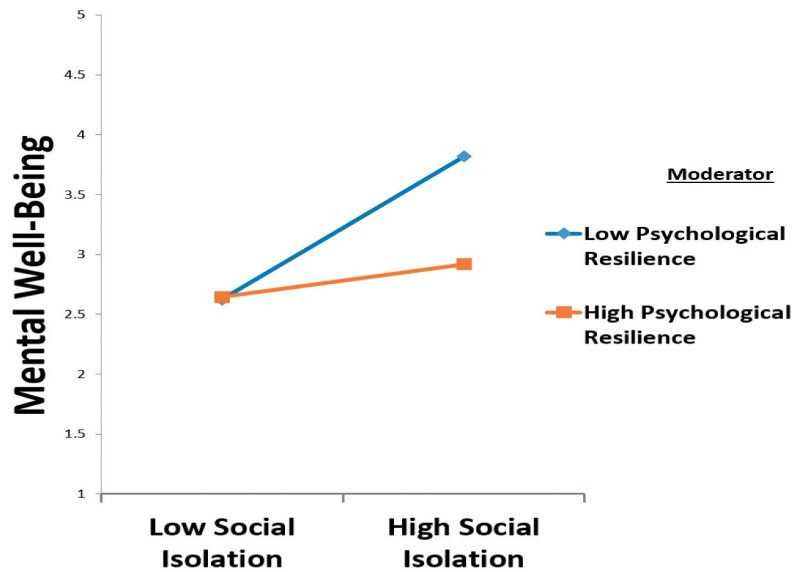 5
4.5
4
3.5
3
2.5
2
1.5
1
Mental Well-Being
Low Social
Isolation
High Social
Isolation
Moderator
Low Psychological
Resilience
High Psychological
Resilience